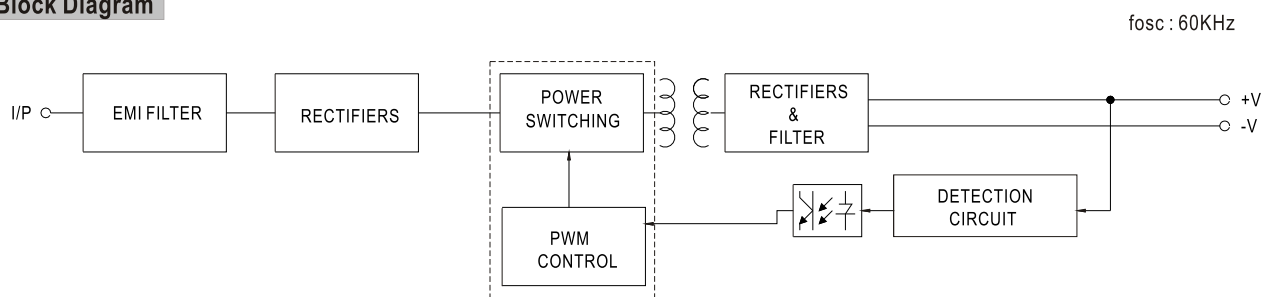 Block Diagram
fosc : 60KHz
I/P
EMI FILTER
RECTIFIERS
POWER
SWITCHING
RECTIFIERS
&
FILTER
+V
-V
DETECTION
CIRCUIT
PWM
CONTROL